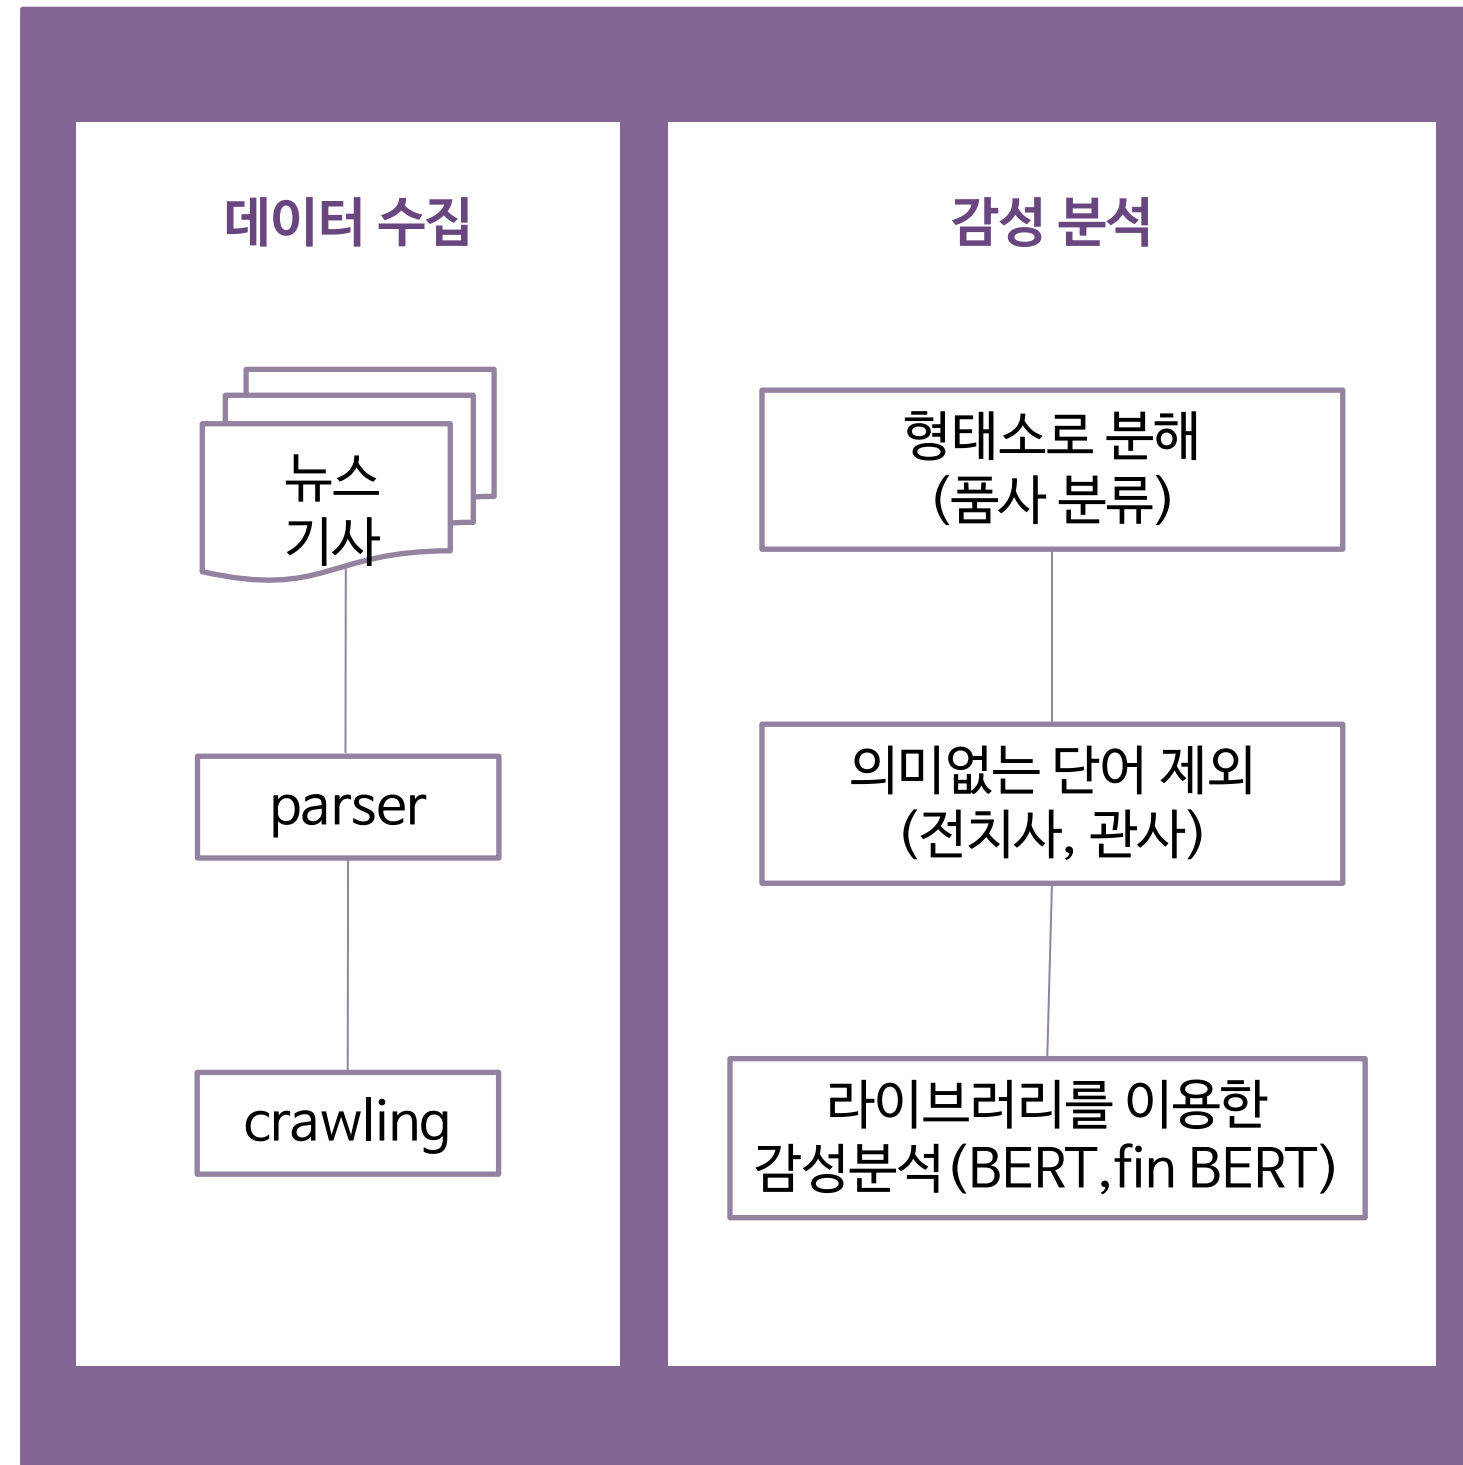 데이터 수집
뉴스
기사
parser
crawling
감성 분석
형태소로 분해
(품사 분류)
의미없는 단어 제외
(전치사, 관사)
라이브러리를 이용한
감성분석(BERT,fin BERT)